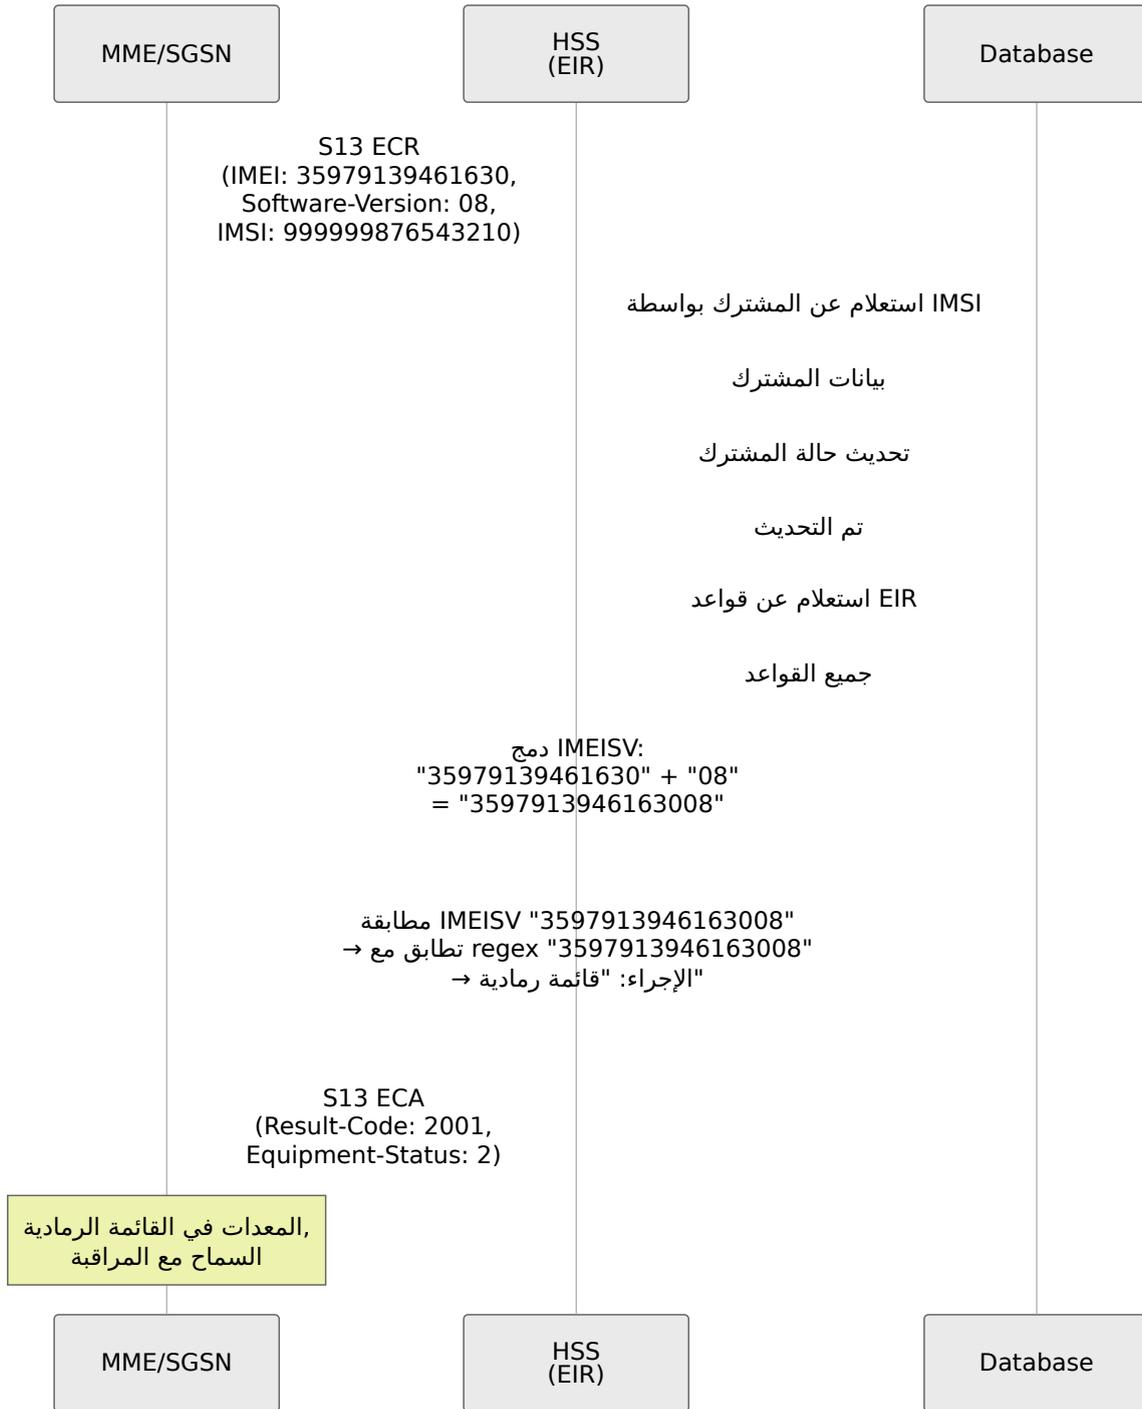 MME/SGSN
HSS
(EIR)
Database
S13 ECR
(IMEI: 35979139461630,
Software-Version: 08,
IMSI: 999999876543210)
استعلام عن المشترك بواسطة IMSI
بيانات المشترك
تحديث حالة المشترك
تم التحديث
استعلام عن قواعد EIR
جميع القواعد
دمج IMEISV:
"35979139461630" + "08"
= "3597913946163008"
مطابقة IMEISV "3597913946163008"
→ تطابق مع regex "3597913946163008"
→ الإجراء: "قائمة رمادية"
S13 ECA
(Result-Code: 2001,
Equipment-Status: 2)
المعدات في القائمة الرمادية,
السماح مع المراقبة
MME/SGSN
HSS
(EIR)
Database